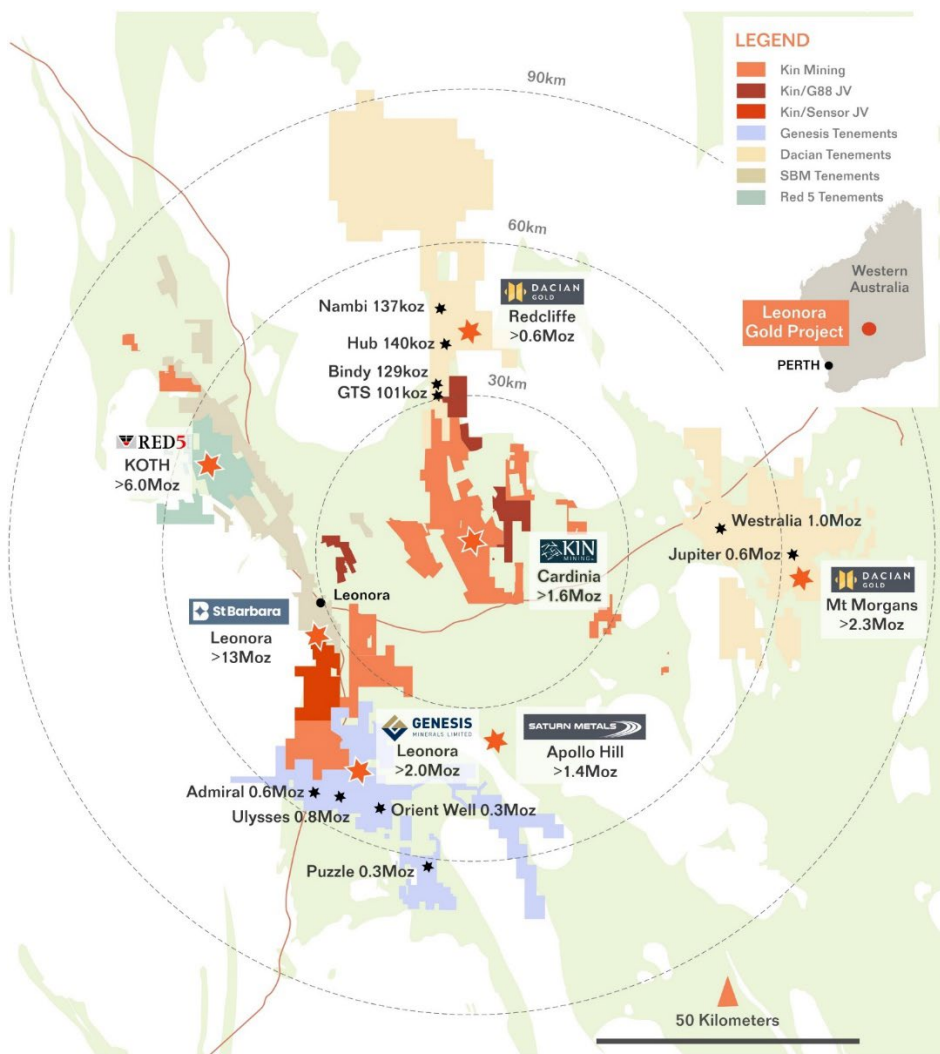 LEGEND
Kin Mining
Kin/G88 JV
Kin/Sensor JV
Genesis Tenements
Dacian Tenements
SBM Tenements
Red 5 Tenements
90km
60km
30km
Western
Australia
Leonora
Gold Project
PERTH
Nambi 137koz
Hub 140koz
Bindy 129koz
GTS 101koz
DACIAN
GOLD
Redcliffe
>0.6Moz
RED5
KOTH
>6.0Moz
KIN
MINING
Cardinia
>1.6Moz
Westralia 1.0Moz
Jupiter 0.6Moz
DACIAN
GOLD
Mt Morgans
>2.3Moz
Leonora
St Barbara
Leonora
>13Moz
GENESIS
MINERALS LIMITED
Leonora
>2.0Moz
SATURN METALS
Apollo Hill
>1.4Moz
Admiral 0.6Moz
Ulysses 0.8Moz
Orient Well 0.3Moz
Puzzle 0.3Moz
50 Kilometers